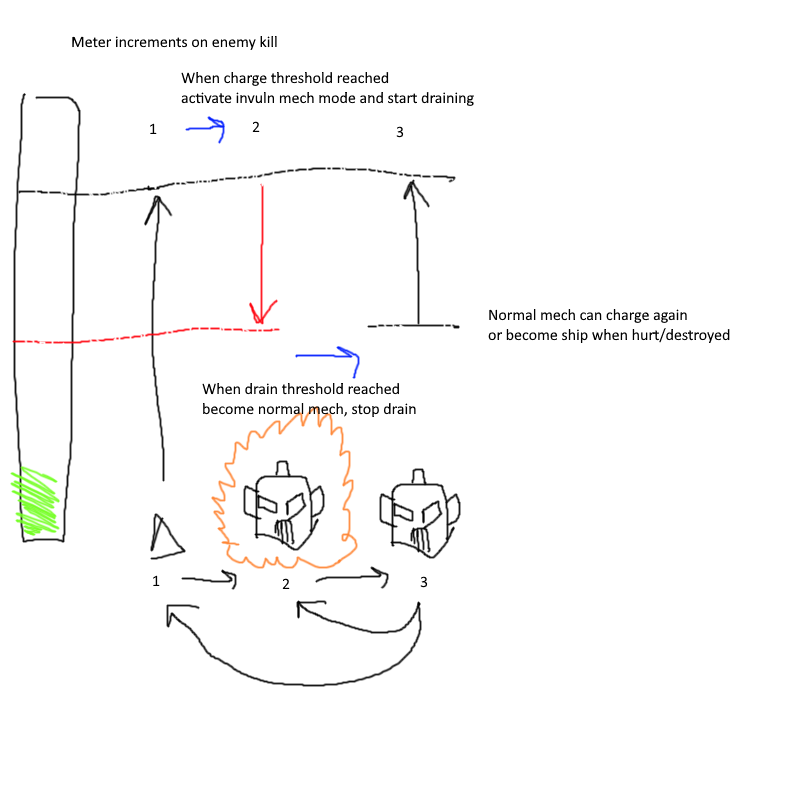 Meter increments on enemy kill
When charge threshold reached
activate invuln mech mode and start draining
1
2
3
Normal mech can charge again
or become ship when hurt/destroyed
When drain threshold reached
become normal mech, stop drain
1
2
3